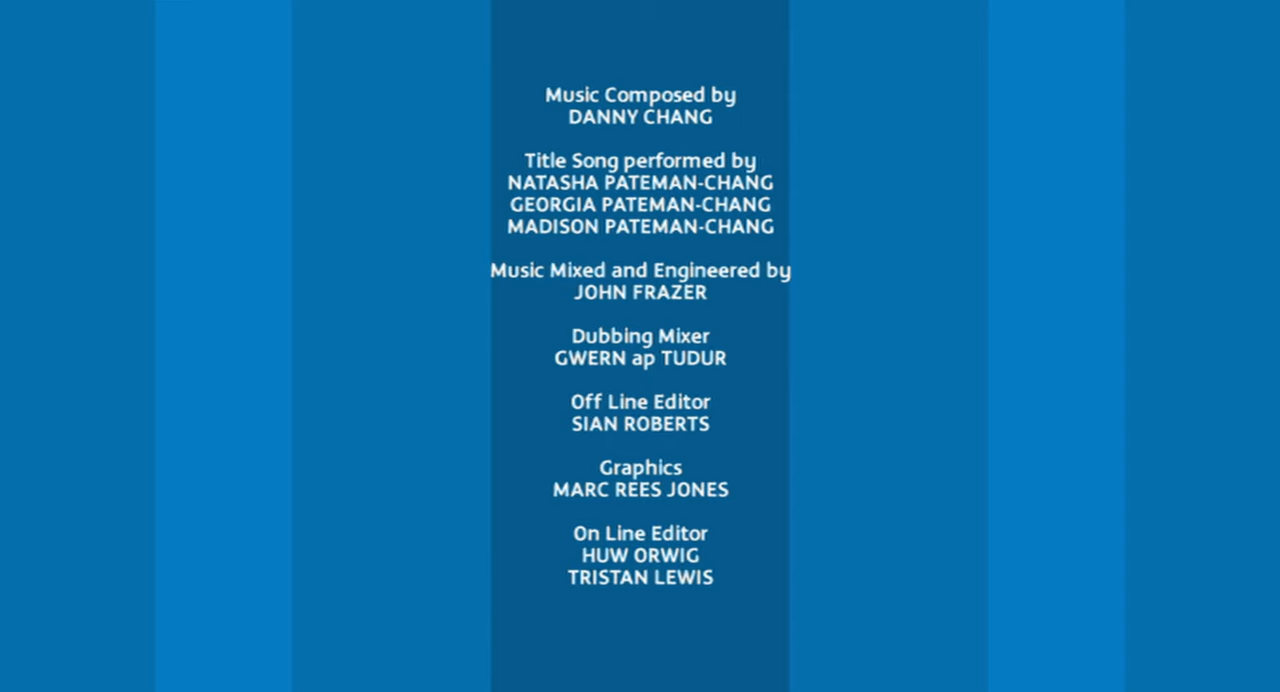 Music Composed by
DANNY CHANG
Title Song performed by
NATASHA PATEMAN-CHANG
GEORGIA PATEMAN-CHANG
MADISON PATEMAN-CHANG
Music Mixed and Engineered by
JOHN FRAZER
Dubbing Mixer
GWERN ap TUDUR
Off Line Editor
SIAN ROBERTS
Graphics
MARC REES JONES
On Line Editor
HUW ORWIG
TRISTAN LEWIS